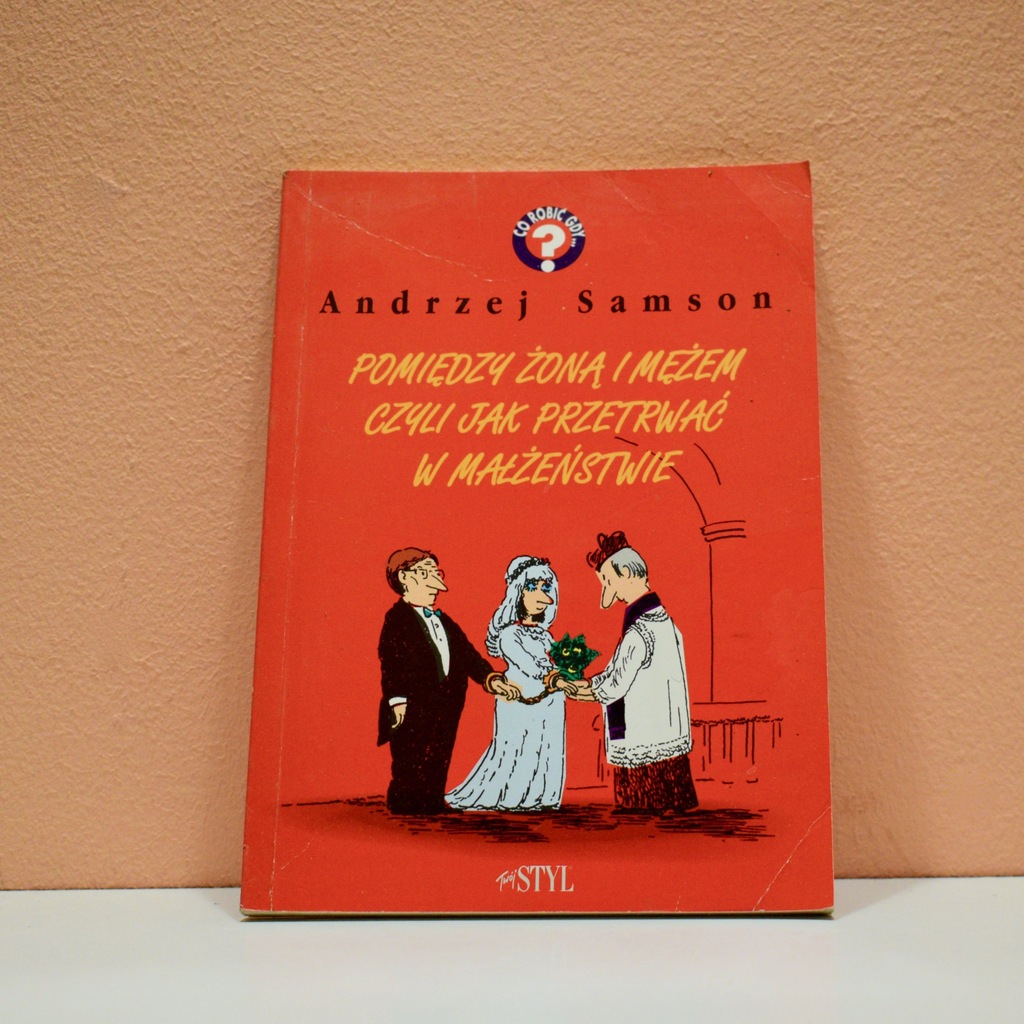 CO ROBIĆ GDY...
?
Andrzej Samson
POMIĘDZY ŻONĄ I MĘŻEM
CZYLI JAK PRZETRWAĆ
W MAŁŻEŃSTWIE
Twój STYL